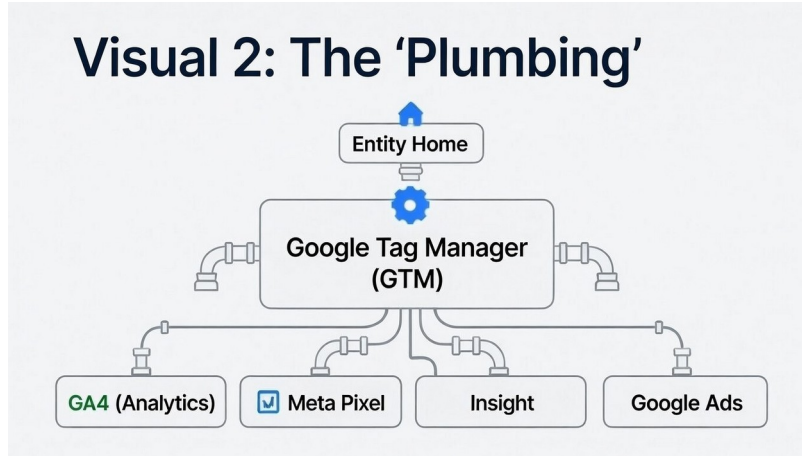 Visual 2: The ‘Plumbing’
Entity Home
Google Tag Manager
(GTM)
GA4 (Analytics)
Meta Pixel
Insight
Google Ads